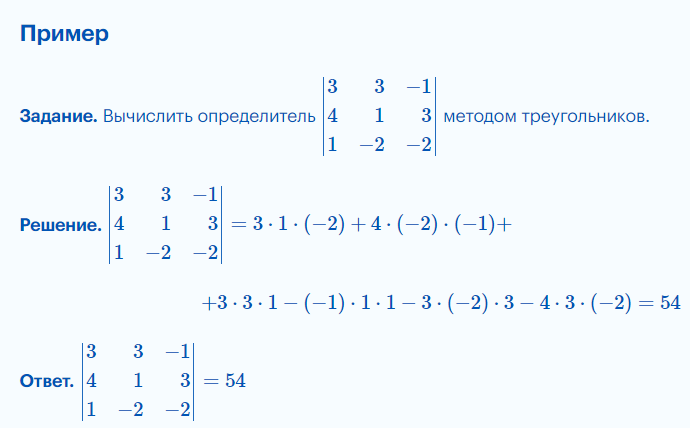 Пример
Задание. Вычислить определитель |3 3 −1| методом треугольников.
|4 1 3|
|1 −2 −2|
Решение. |3 3 −1|
|4 1 3| = 3 · 1 · (−2) + 4 · (−2) · (−1)+
|1 −2 −2|
+3 · 3 · 1 − (−1) · 1 · 1 − 3 · (−2) · 3 − 4 · 3 · (−2) = 54
Ответ. |3 3 −1|
|4 1 3| = 54
|1 −2 −2|